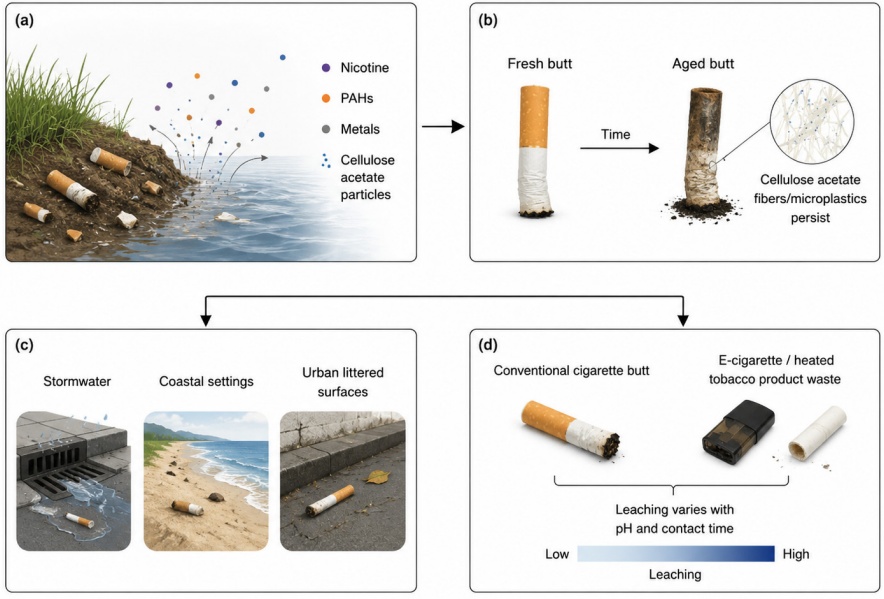 (a)
Nicotine
PAHs
Metals
Cellulose
acetate
particles
(b)
Fresh butt
Aged butt
Time
Cellulose acetate
fibers/microplastics
persist
(c)
Stormwater
Coastal settings
Urban littered
surfaces
(d)
Conventional cigarette butt
E-cigarette / heated
tobacco product waste
Leaching varies with
pH and contact time
Low
High
Leaching